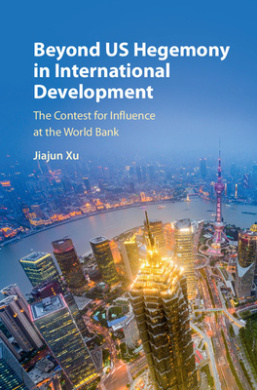 Beyond US Hegemony
in International
Development
The Contest for Influence
at the World Bank
Jiajun Xu